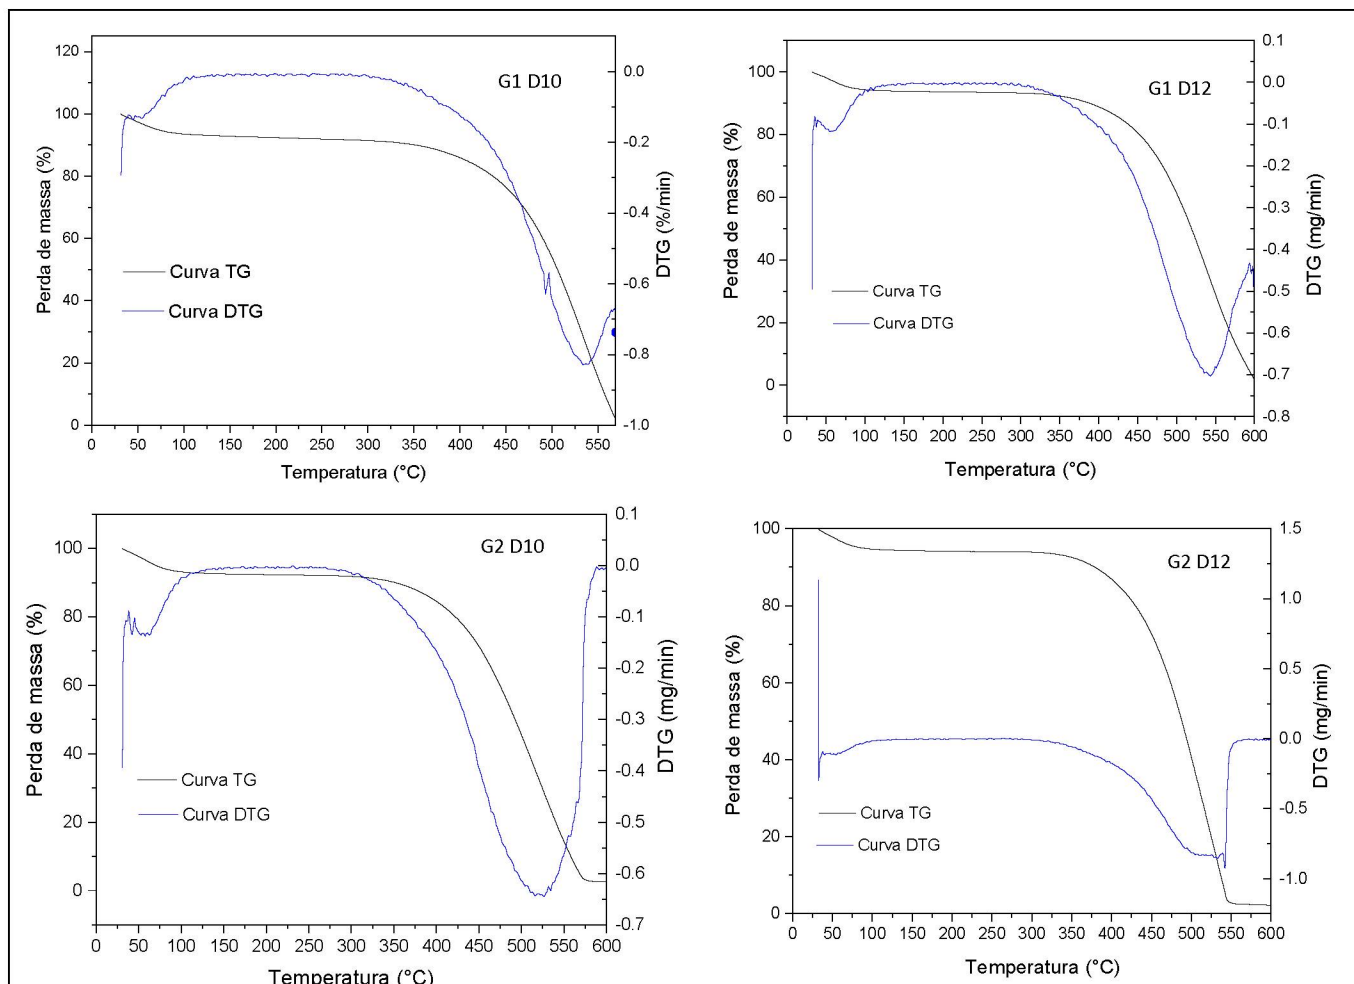 G1 D10
Perda de massa (%)
120
100
80
60
40
20
0
0.0
-0.2
-0.4
-0.6
-0.8
-1.0
DTG (%/min)
Curva TG
Curva DTG
0 50 100 150 200 250 300 350 400 450 500 550
Temperatura (°C)
G1 D12
Perda de massa (%)
100
80
60
40
20
0
0.1
0.0
-0.1
-0.2
-0.3
-0.4
-0.5
-0.6
-0.7
-0.8
DTG (mg/min)
Curva TG
Curva DTG
0 50 100 150 200 250 300 350 400 450 500 550 600
Temperatura (°C)
G2 D10
Perda de massa (%)
100
80
60
40
20
0
0.1
0.0
-0.1
-0.2
-0.3
-0.4
-0.5
-0.6
-0.7
DTG (mg/min)
Curva TG
Curva DTG
0 50 100 150 200 250 300 350 400 450 500 550 600
Temperatura (°C)
G2 D12
Perda de massa (%)
100
80
60
40
20
0
1.5
1.0
0.5
0.0
-0.5
-1.0
DTG (mg/min)
Curva TG
Curva DTG
0 50 100 150 200 250 300 350 400 450 500 550 600
Temperatura (°C)